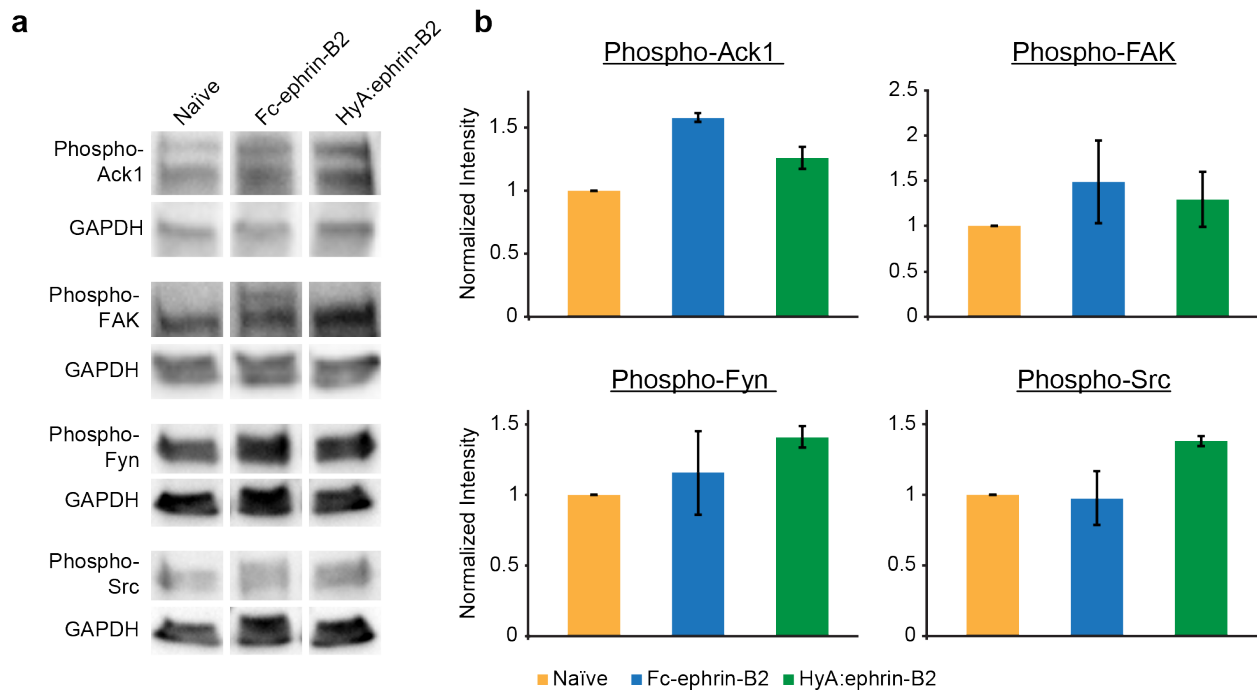 a
Naïve
Fc-ephrin-B2
HyA:ephrin-B2
Phospho-
Ack1
GAPDH
Phospho-
FAK
GAPDH
Phospho-
Fyn
GAPDH
Phospho-
Src
GAPDH
b
Phospho-Ack1
Normalized Intensity
1.5
1
0.5
0
Phospho-FAK
2.5
2
1.5
1
0.5
0
Phospho-Fyn
Normalized Intensity
1.5
1
0.5
0
Phospho-Src
1.5
1
0.5
0
Naïve
Fc-ephrin-B2
HyA:ephrin-B2